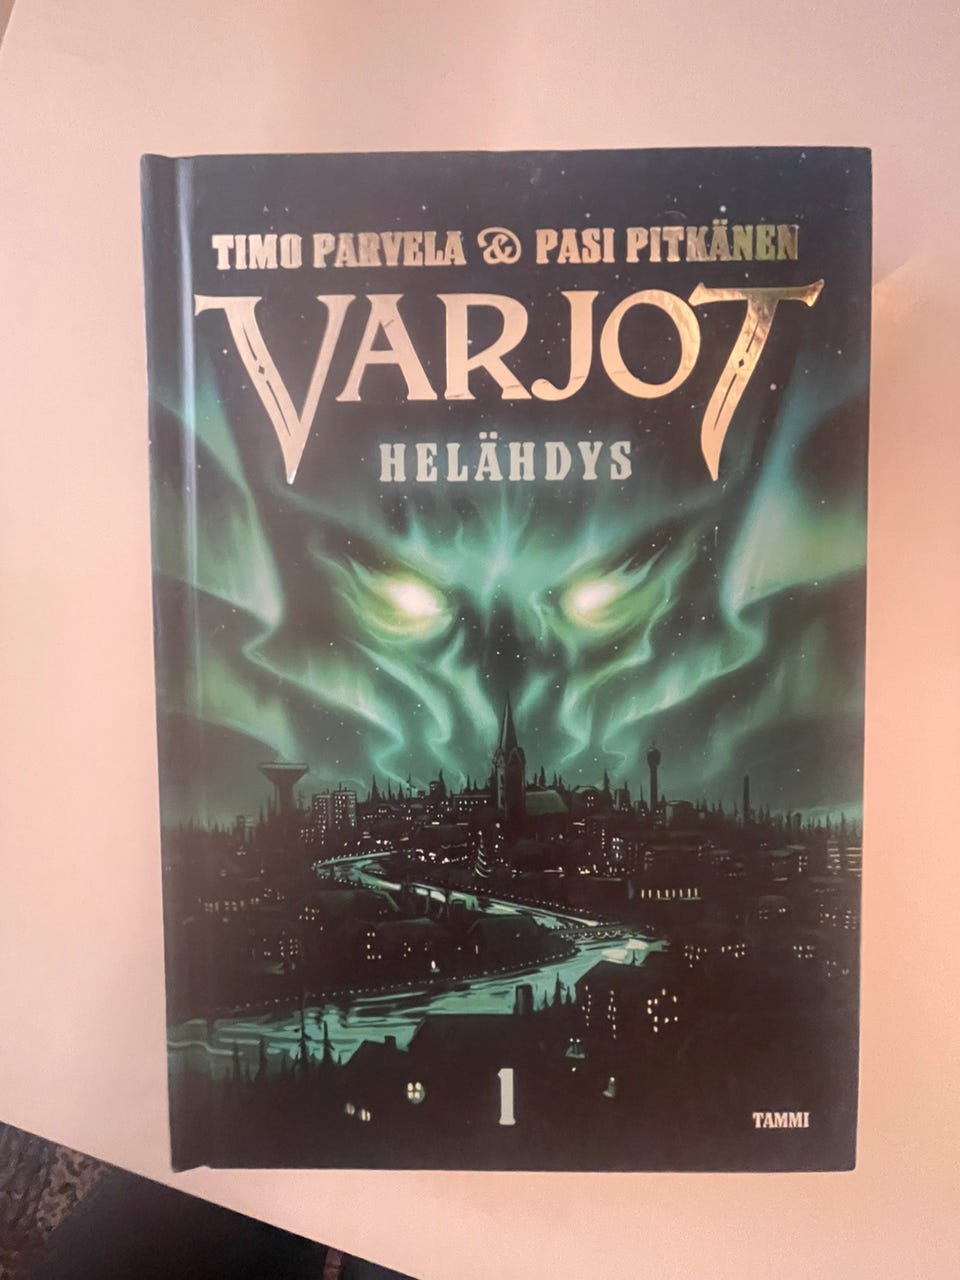 TIMO PARVELA & PASI PITKÄNEN
VARJOT
HELÄHDYS
1
TAMMI